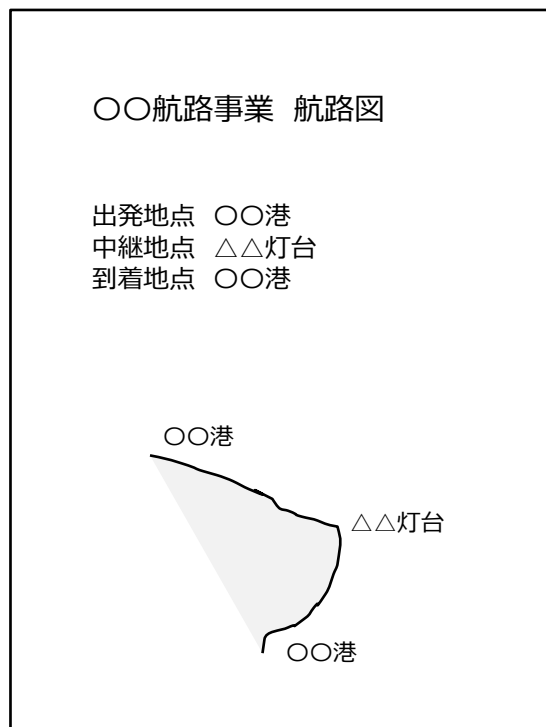 〇〇航路事業 航路図
出発地点 〇〇港
中継地点 △△灯台
到着地点 〇〇港
〇〇港
△△灯台
〇〇港